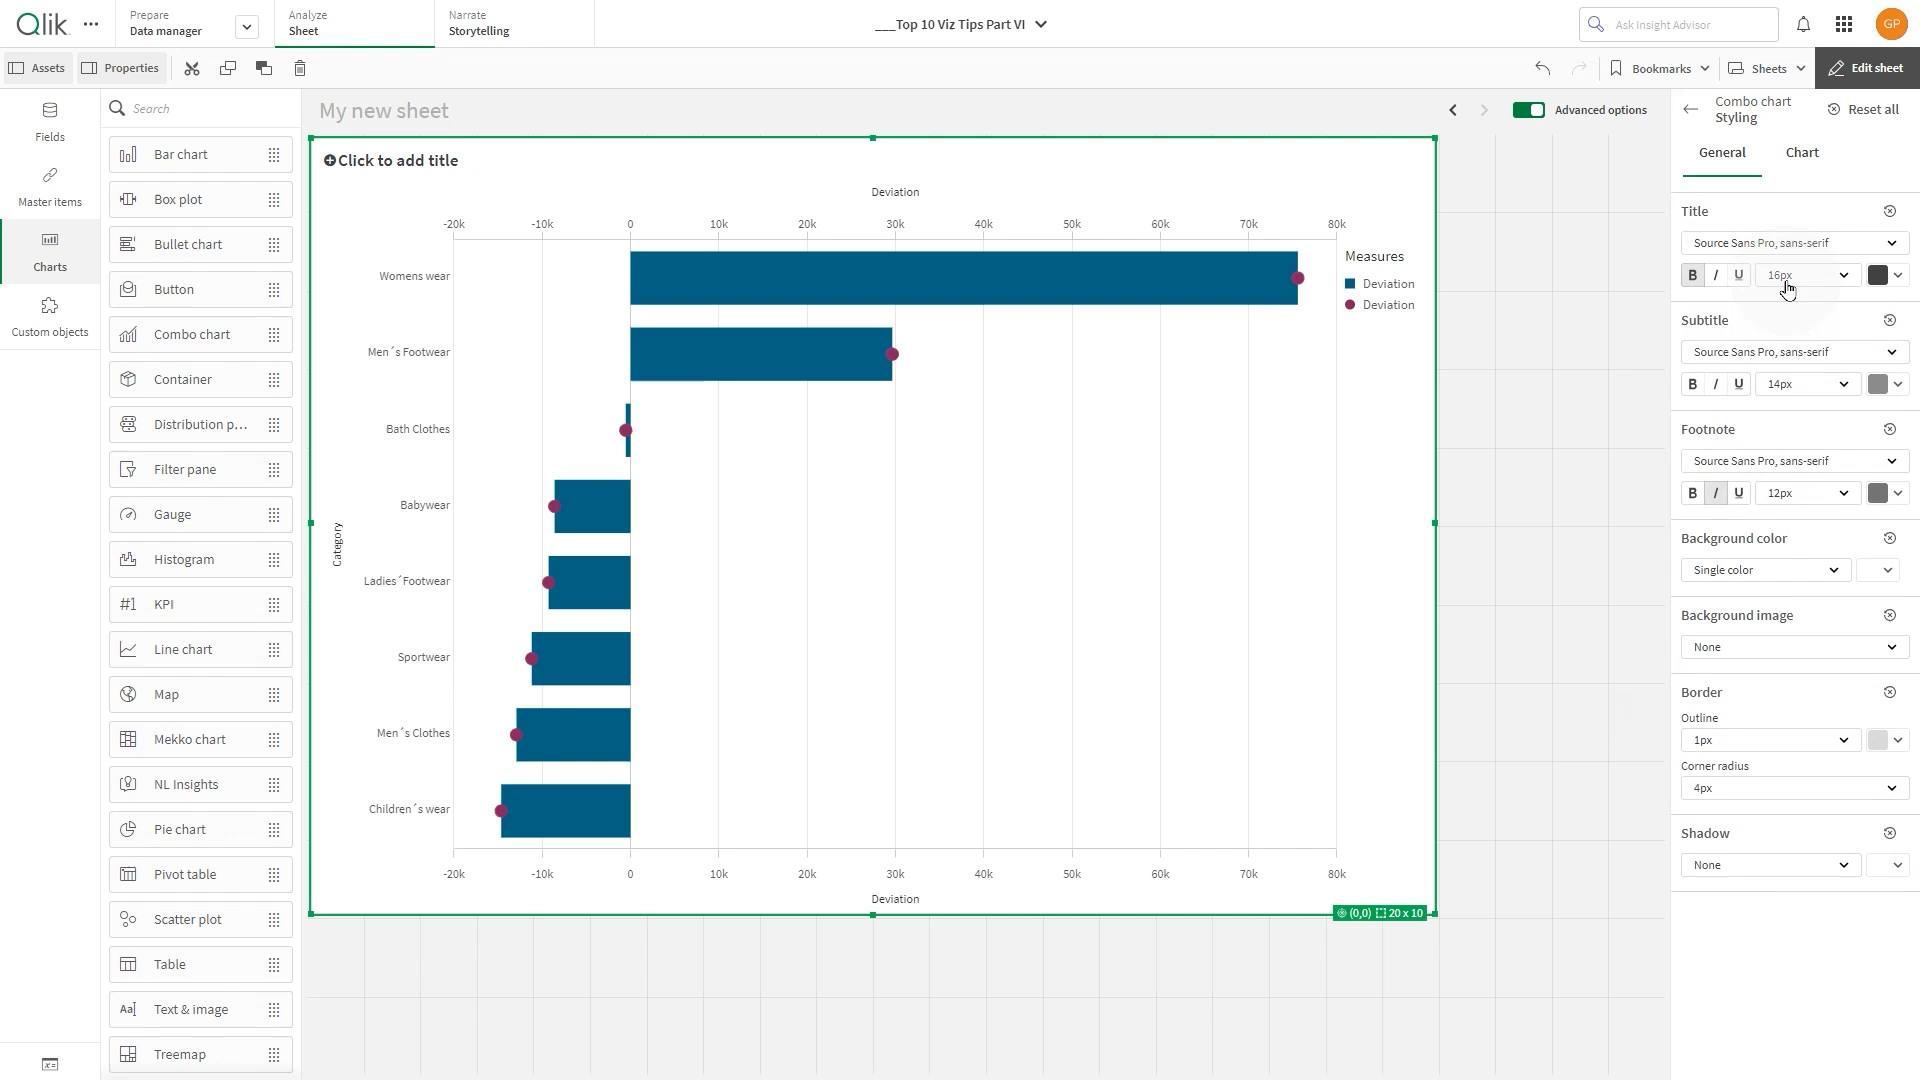 Qlik
Prepare
Data manager
Analyze
Sheet
Narrate
Storytelling
___Top 10 Viz Tips Part VI
Ask Insight Advisor
GP
Assets
Properties
Bookmarks
Sheets
Edit sheet
Fields
Master items
Charts
Custom objects
Search
Bar chart
Box plot
Bullet chart
Button
Combo chart
Container
Distribution p...
Filter pane
Gauge
Histogram
#1 KPI
Line chart
Map
Mekko chart
NL Insights
Pie chart
Pivot table
Scatter plot
Table
Text & image
Treemap
My new sheet
Advanced options
Click to add title
Deviation
-20k -10k 0 10k 20k 30k 40k 50k 60k 70k 80k
Category
Womens wear
Men´s Footwear
Bath Clothes
Babywear
Ladies´Footwear
Sportwear
Men´s Clothes
Children´s wear
Measures
Deviation
Deviation
-20k -10k 0 10k 20k 30k 40k 50k 60k 70k 80k
Deviation
(0,0) 20 x 10
Combo chart
Styling
Reset all
General
Chart
Title
Source Sans Pro, sans-serif
B I U 16px
Subtitle
Source Sans Pro, sans-serif
B I U 14px
Footnote
Source Sans Pro, sans-serif
B I U 12px
Background color
Single color
Background image
None
Border
Outline
1px
Corner radius
4px
Shadow
None